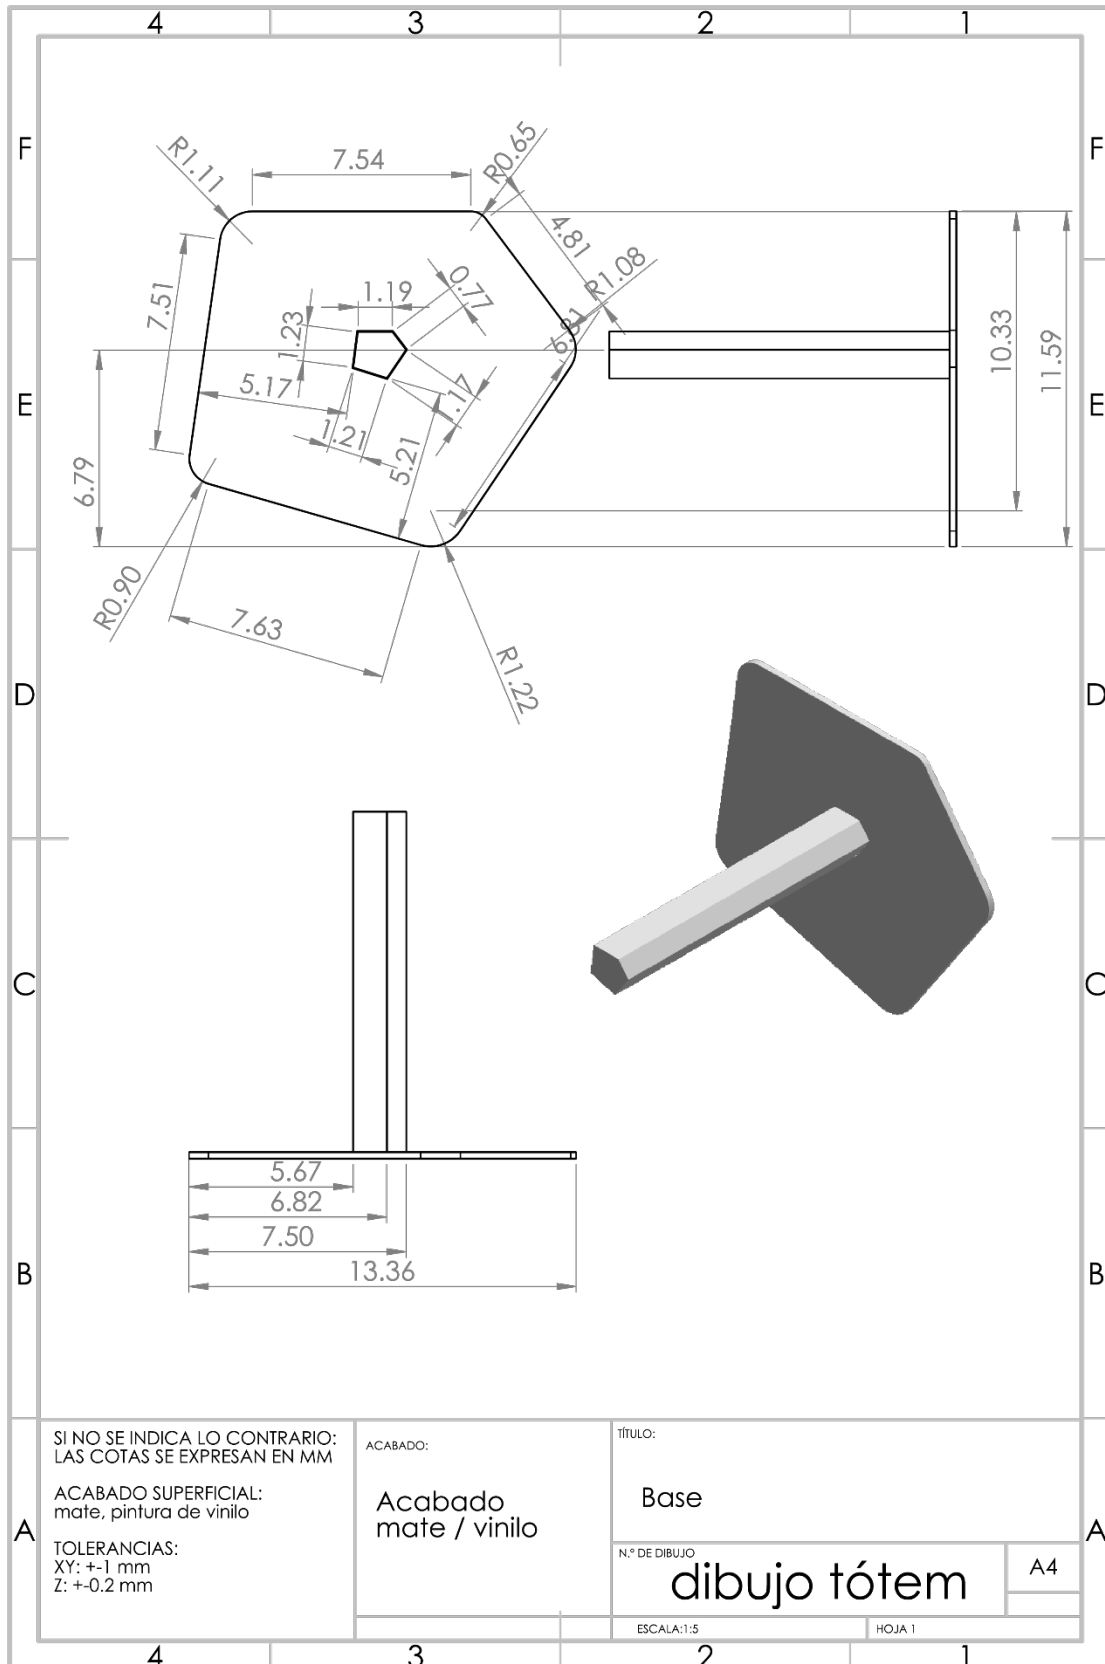 4 3 2 1
F F
R1.11
7.54
R0.65
4.81
R1.08
7.51
1.19
0.77
1.23
6.81
10.33
11.59
E E
5.17
1.17
1.21
5.21
6.79
R0.90
7.63
R1.22
D D
C C
5.67
6.82
7.50
13.36
B B
SI NO SE INDICA LO CONTRARIO:
LAS COTAS SE EXPRESAN EN MM
ACABADO SUPERFICIAL:
mate, pintura de vinilo
TOLERANCIAS:
XY: +-1 mm
Z: +-0.2 mm
ACABADO:
Acabado
mate / vinilo
TÍTULO:
Base
A A
N.º DE DIBUJO
dibujo tótem
A4
ESCALA:1:5
HOJA 1
4 3 2 1